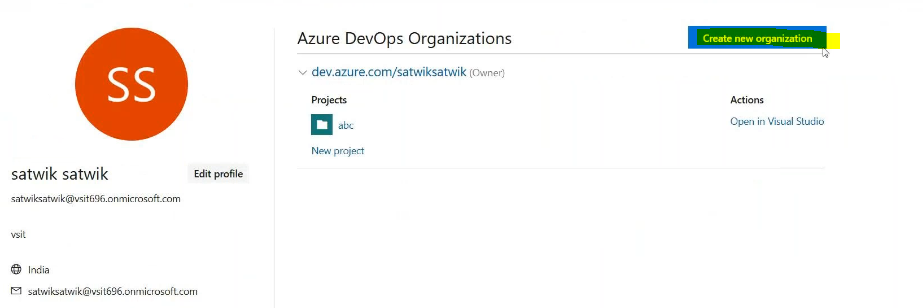 SS
satwik satwik
Edit profile
satwiksatwik@vsit696.onmicrosoft.com
vsit
India
satwiksatwik@vsit696.onmicrosoft.com
Azure DevOps Organizations
Create new organization
dev.azure.com/satwiksatwik (Owner)
Projects
Actions
abc
Open in Visual Studio
New project